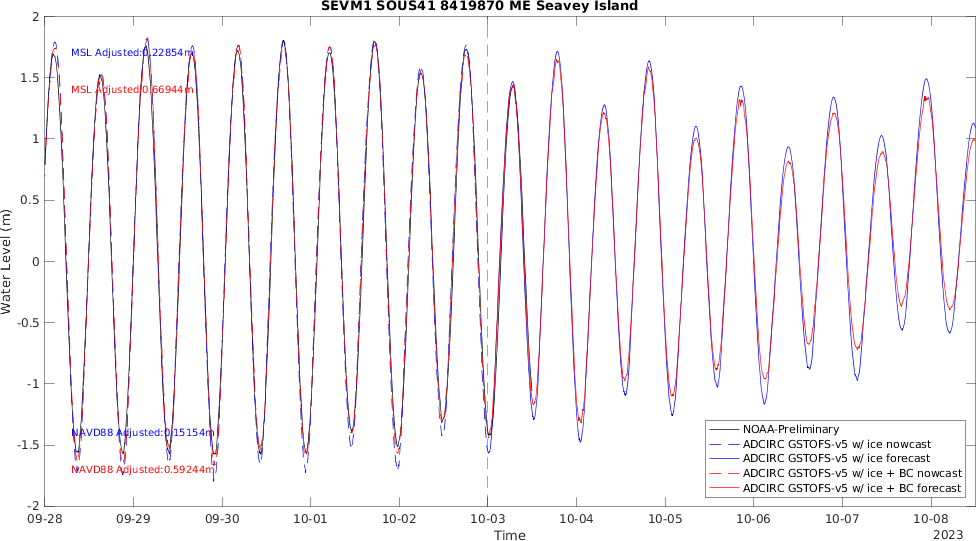 SEVM1 SOUS41 8419870 ME Seavey Island
2
1.5
1
0.5
0
-0.5
-1
-1.5
-2
Water Level (m)
MSL Adjusted:0.22854m
MSL Adjusted:0.66944m
NAVD88 Adjusted:0.15154m
NAVD88 Adjusted:0.59244m
NOAA-Preliminary
ADCIRC GSTOFS-v5 w/ ice nowcast
ADCIRC GSTOFS-v5 w/ ice forecast
ADCIRC GSTOFS-v5 w/ ice + BC nowcast
ADCIRC GSTOFS-v5 w/ ice + BC forecast
09-28 09-29 09-30 10-01 10-02 10-03 10-04 10-05 10-06 10-07 10-08
Time
2023